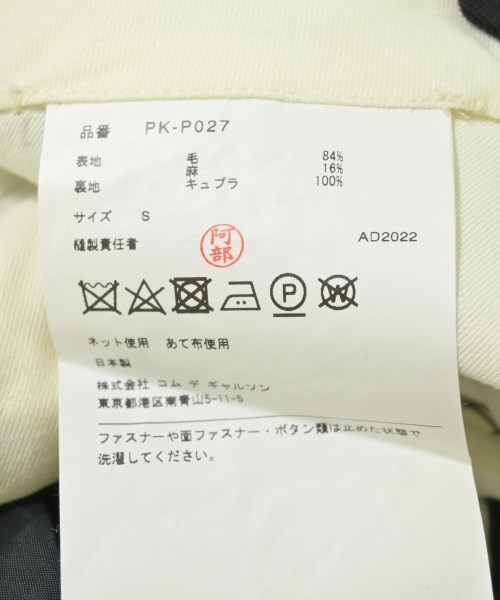 品番 PK-P027
表地 毛 84%
麻 16%
裏地 キュプラ 100%
サイズ S
縫製責任者 阿部 AD2022
P W
ネット使用 あて布使用
日本製
株式会社 コム デ ギャルソン
東京都港区南青山5-11-5
ファスナーや面ファスナー・ボタン類は止めた状態で
洗濯してください。